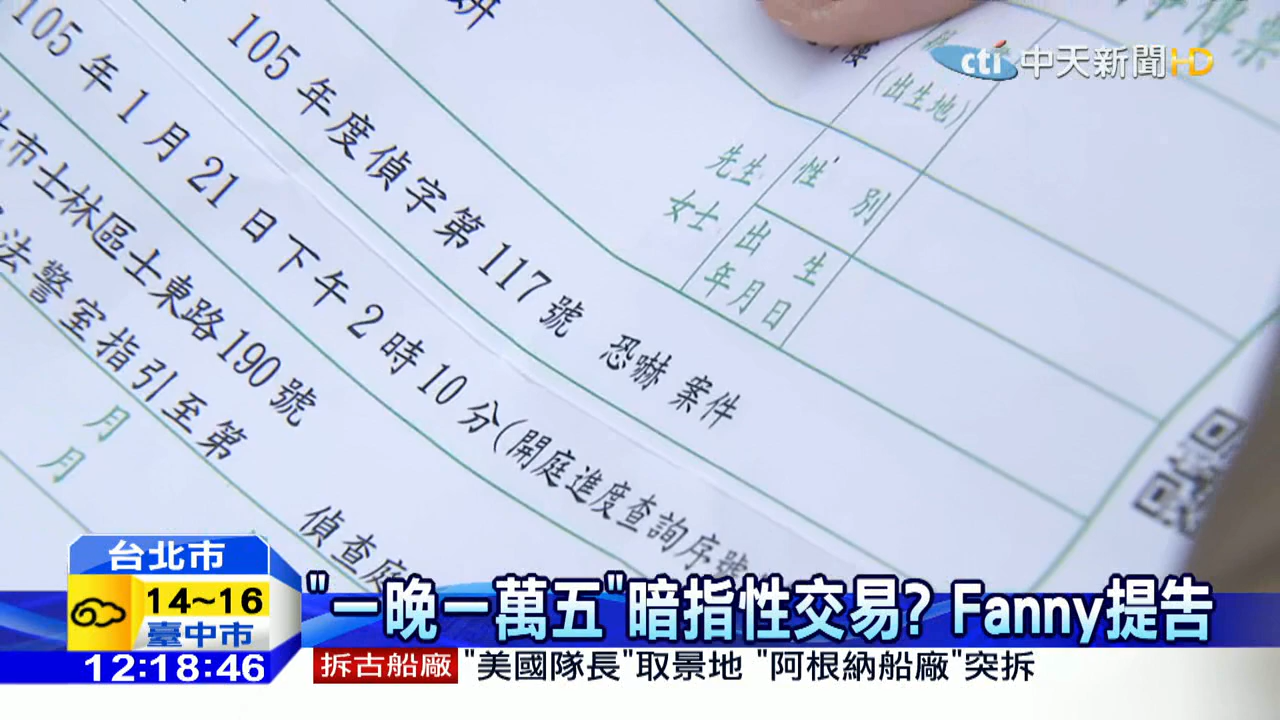 cti 中天新聞HD
(出生地)
先生
女士
性別
出生
年月日
105年度偵字第117號 恐嚇案件
105年1月21日下午2時10分(開庭進度查詢序號
市士林區士東路190號
法警室指引至第
偵查庭
月
月
台北市
14~16
臺中市
12:18:46
"一晚一萬五"暗指性交易? Fanny提告
拆古船廠 "美國隊長"取景地 "阿根納船廠"突拆